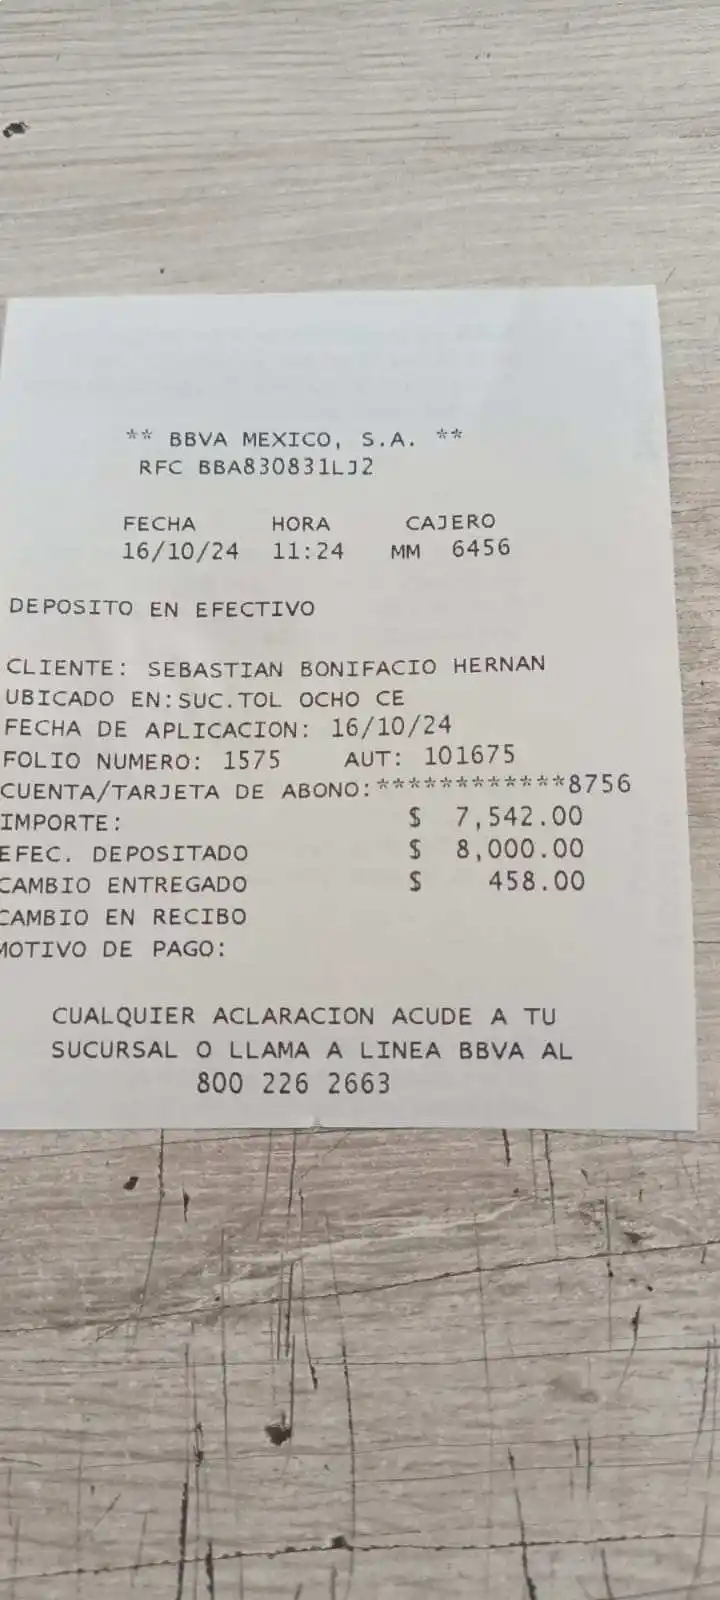 ** BBVA MEXICO, S.A. **
RFC BBA830831LJ2
FECHA HORA CAJERO
16/10/24 11:24 MM 6456
DEPOSITO EN EFECTIVO
CLIENTE: SEBASTIAN BONIFACIO HERNAN
UBICADO EN:SUC.TOL OCHO CE
FECHA DE APLICACION: 16/10/24
FOLIO NUMERO: 1575 AUT: 101675
CUENTA/TARJETA DE ABONO:************8756
IMPORTE: $ 7,542.00
EFEC. DEPOSITADO $ 8,000.00
CAMBIO ENTREGADO $ 458.00
CAMBIO EN RECIBO
MOTIVO DE PAGO:
CUALQUIER ACLARACION ACUDE A TU
SUCURSAL O LLAMA A LINEA BBVA AL
800 226 2663